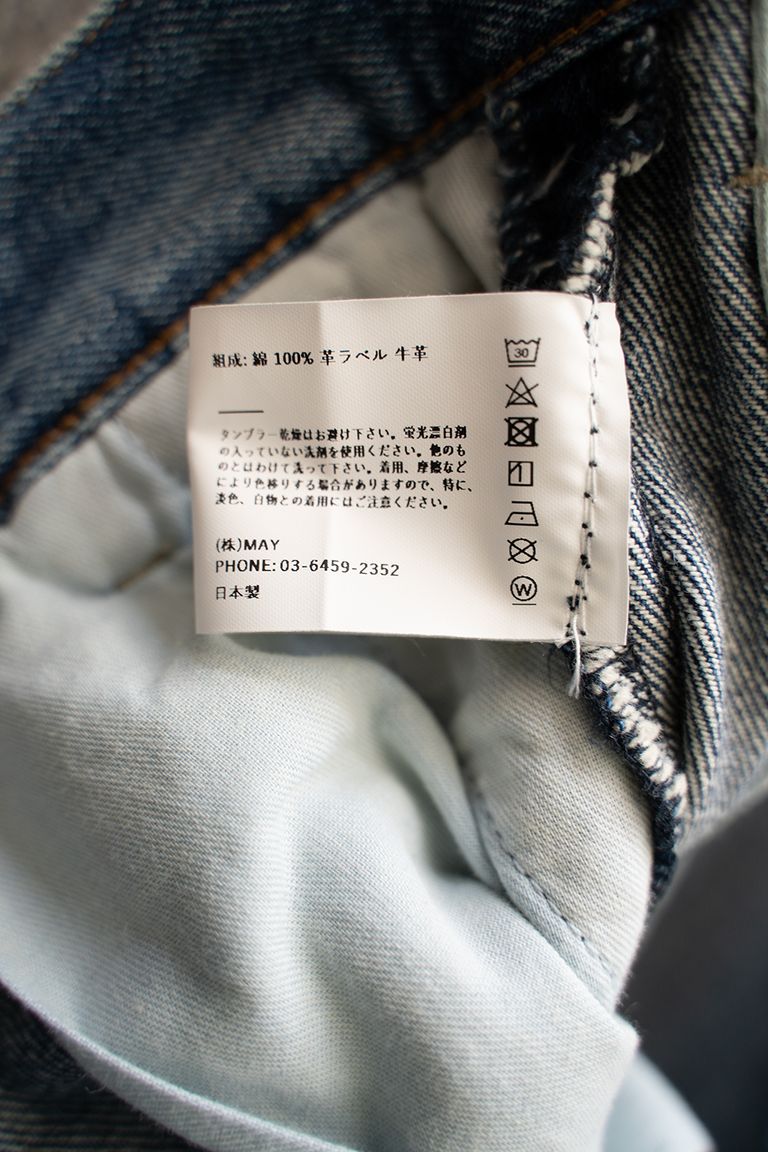 組成: 綿 100% 革ラベル 牛革
タンブラー乾燥はお避け下さい。蛍光漂白剤
の入っていない洗剤を使用ください。他のも
のとはわけて洗って下さい。着用、摩擦など
により色移りする場合がありますので、特に、
淡色、白物との着用にはご注意ください。
(株)MAY
PHONE: 03-6459-2352
日本製
30
W